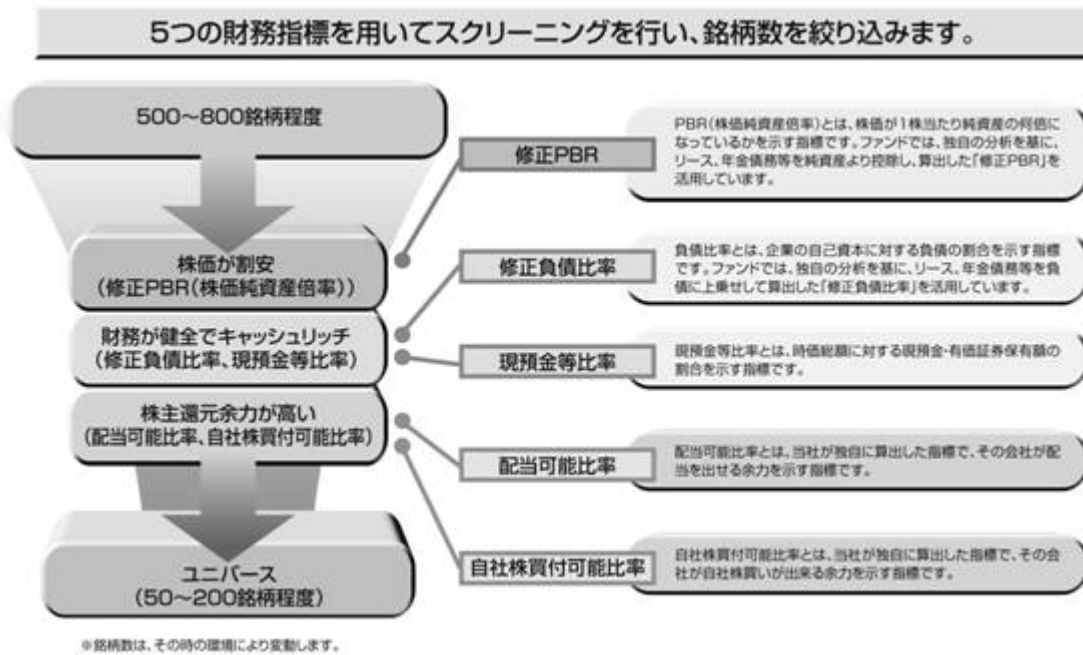 5つの財務指標を用いてスクリーニングを行い、銘柄数を絞り込みます。
500〜800銘柄程度
株価が割安
(修正PBR(株価純資産倍率))
財務が健全でキャッシュリッチ
(修正負債比率、現預金等比率)
株主還元余力が高い
(配当可能比率、自社株買付可能比率)
ユニバース
(50〜200銘柄程度)
※銘柄数は、その時の環境により変動します。
修正PBR
PBR(株価純資産倍率)とは、株価が1株当たり純資産の何倍に
なっているかを示す指標です。ファンドでは、独自の分析を基に、
リース、年金債務等を純資産より控除し、算出した「修正PBR」を
活用しています。
修正負債比率
負債比率とは、企業の自己資本に対する負債の割合を示す指標
です。ファンドでは、独自の分析を基に、リース、年金債務等を負
債に上乗せして算出した「修正負債比率」を活用しています。
現預金等比率
現預金等比率とは、時価総額に対する現預金・有価証券保有額の
割合を示す指標です。
配当可能比率
配当可能比率とは、当社が独自に算出した指標で、その会社が配
当を出せる余力を示す指標です。
自社株買付可能比率
自社株買付可能比率とは、当社が独自に算出した指標で、その会
社が自社株買いが出来る余力を示す指標です。